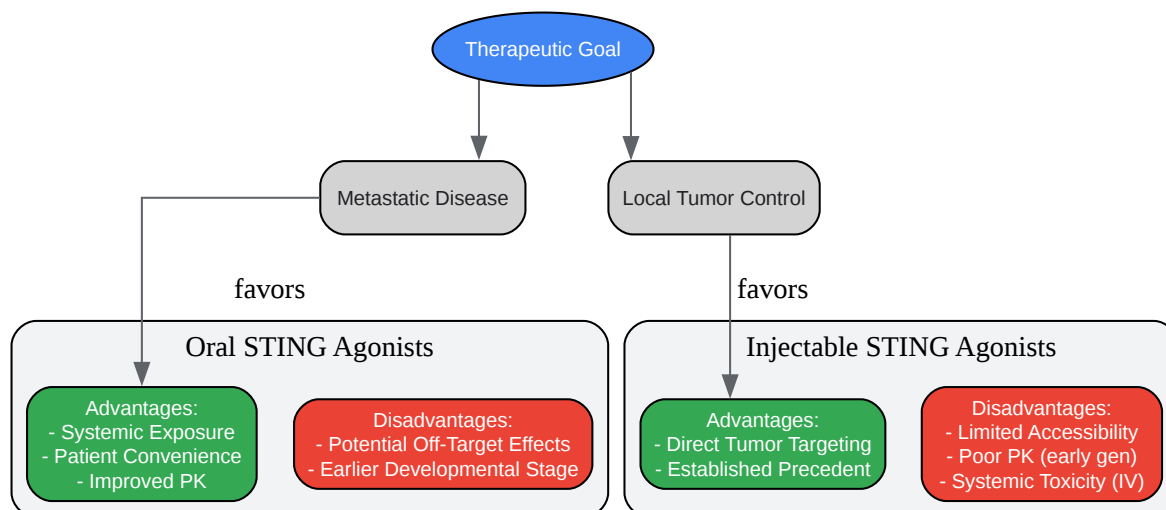 Therapeutic Goal
Metastatic Disease
Local Tumor Control
favors
favors
Oral STING Agonists
Advantages:
- Systemic Exposure
- Patient Convenience
- Improved PK
Disadvantages:
- Potential Off-Target Effects
- Earlier Developmental Stage
Injectable STING Agonists
Advantages:
- Direct Tumor Targeting
- Established Precedent
Disadvantages:
- Limited Accessibility
- Poor PK (early gen)
- Systemic Toxicity (IV)